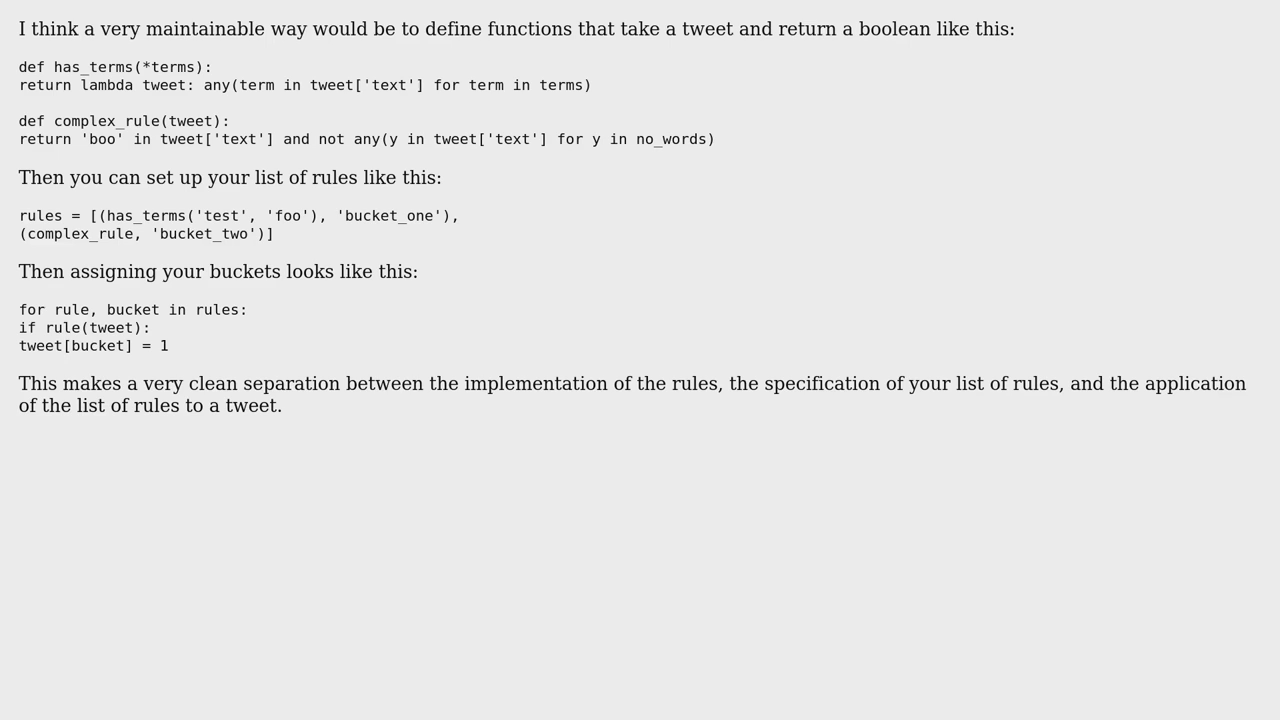 I think a very maintainable way would be to define functions that take a tweet and return a boolean like this:
def has_terms(*terms):
return lambda tweet: any(term in tweet['text'] for term in terms)
def complex_rule(tweet):
return 'boo' in tweet['text'] and not any(y in tweet['text'] for y in no_words)
Then you can set up your list of rules like this:
rules = [(has_terms('test', 'foo'), 'bucket_one'),
(complex_rule, 'bucket_two')]
Then assigning your buckets looks like this:
for rule, bucket in rules:
if rule(tweet):
tweet[bucket] = 1
This makes a very clean separation between the implementation of the rules, the specification of your list of rules, and the application
of the list of rules to a tweet.